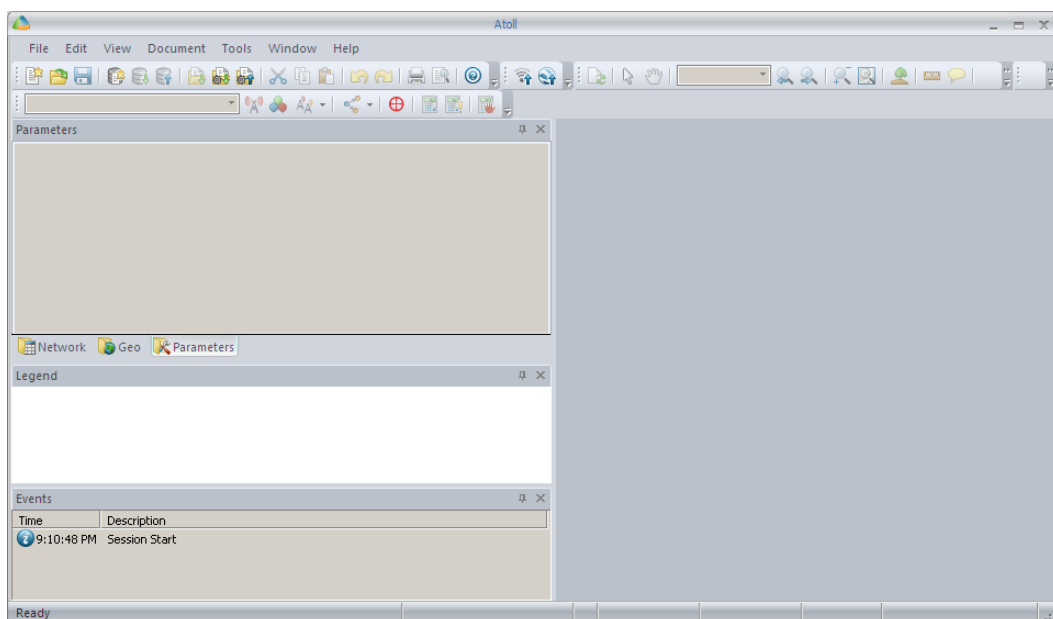 Atoll
File Edit View Document Tools Window Help
Parameters
Network Geo Parameters
Legend
Events
Time Description
9:10:48 PM Session Start
Ready